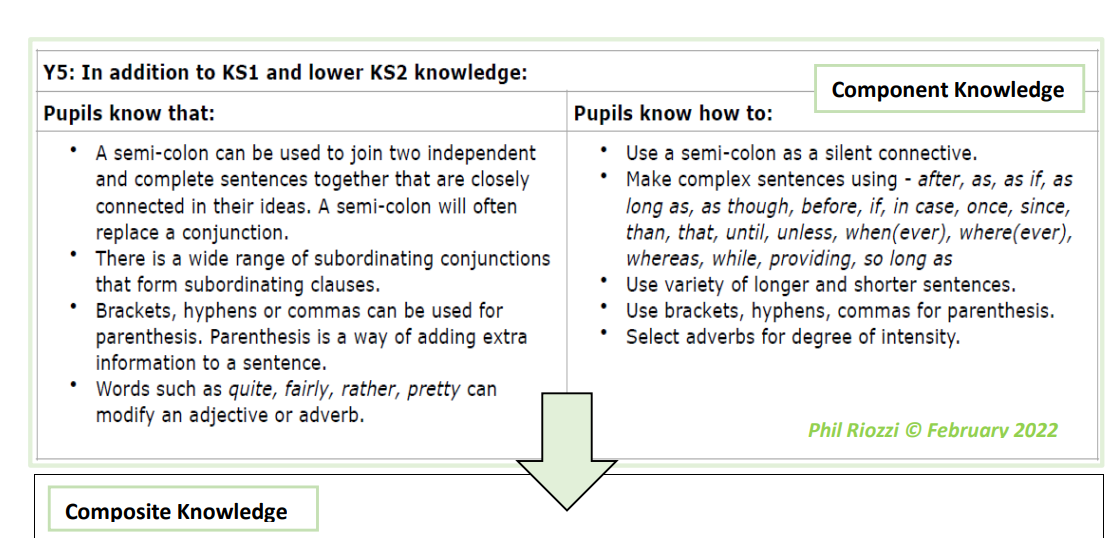 Y5: In addition to KS1 and lower KS2 knowledge:
Component Knowledge
Pupils know that:
• A semi-colon can be used to join two independent
and complete sentences together that are closely
connected in their ideas. A semi-colon will often
replace a conjunction.
• There is a wide range of subordinating conjunctions
that form subordinating clauses.
• Brackets, hyphens or commas can be used for
parenthesis. Parenthesis is a way of adding extra
information to a sentence.
• Words such as quite, fairly, rather, pretty can
modify an adjective or adverb.
Pupils know how to:
• Use a semi-colon as a silent connective.
• Make complex sentences using - after, as, as if, as
long as, as though, before, if, in case, once, since,
than, that, until, unless, when(ever), where(ever),
whereas, while, providing, so long as
• Use variety of longer and shorter sentences.
• Use brackets, hyphens, commas for parenthesis.
• Select adverbs for degree of intensity.
Phil Riozzi © February 2022
Composite Knowledge